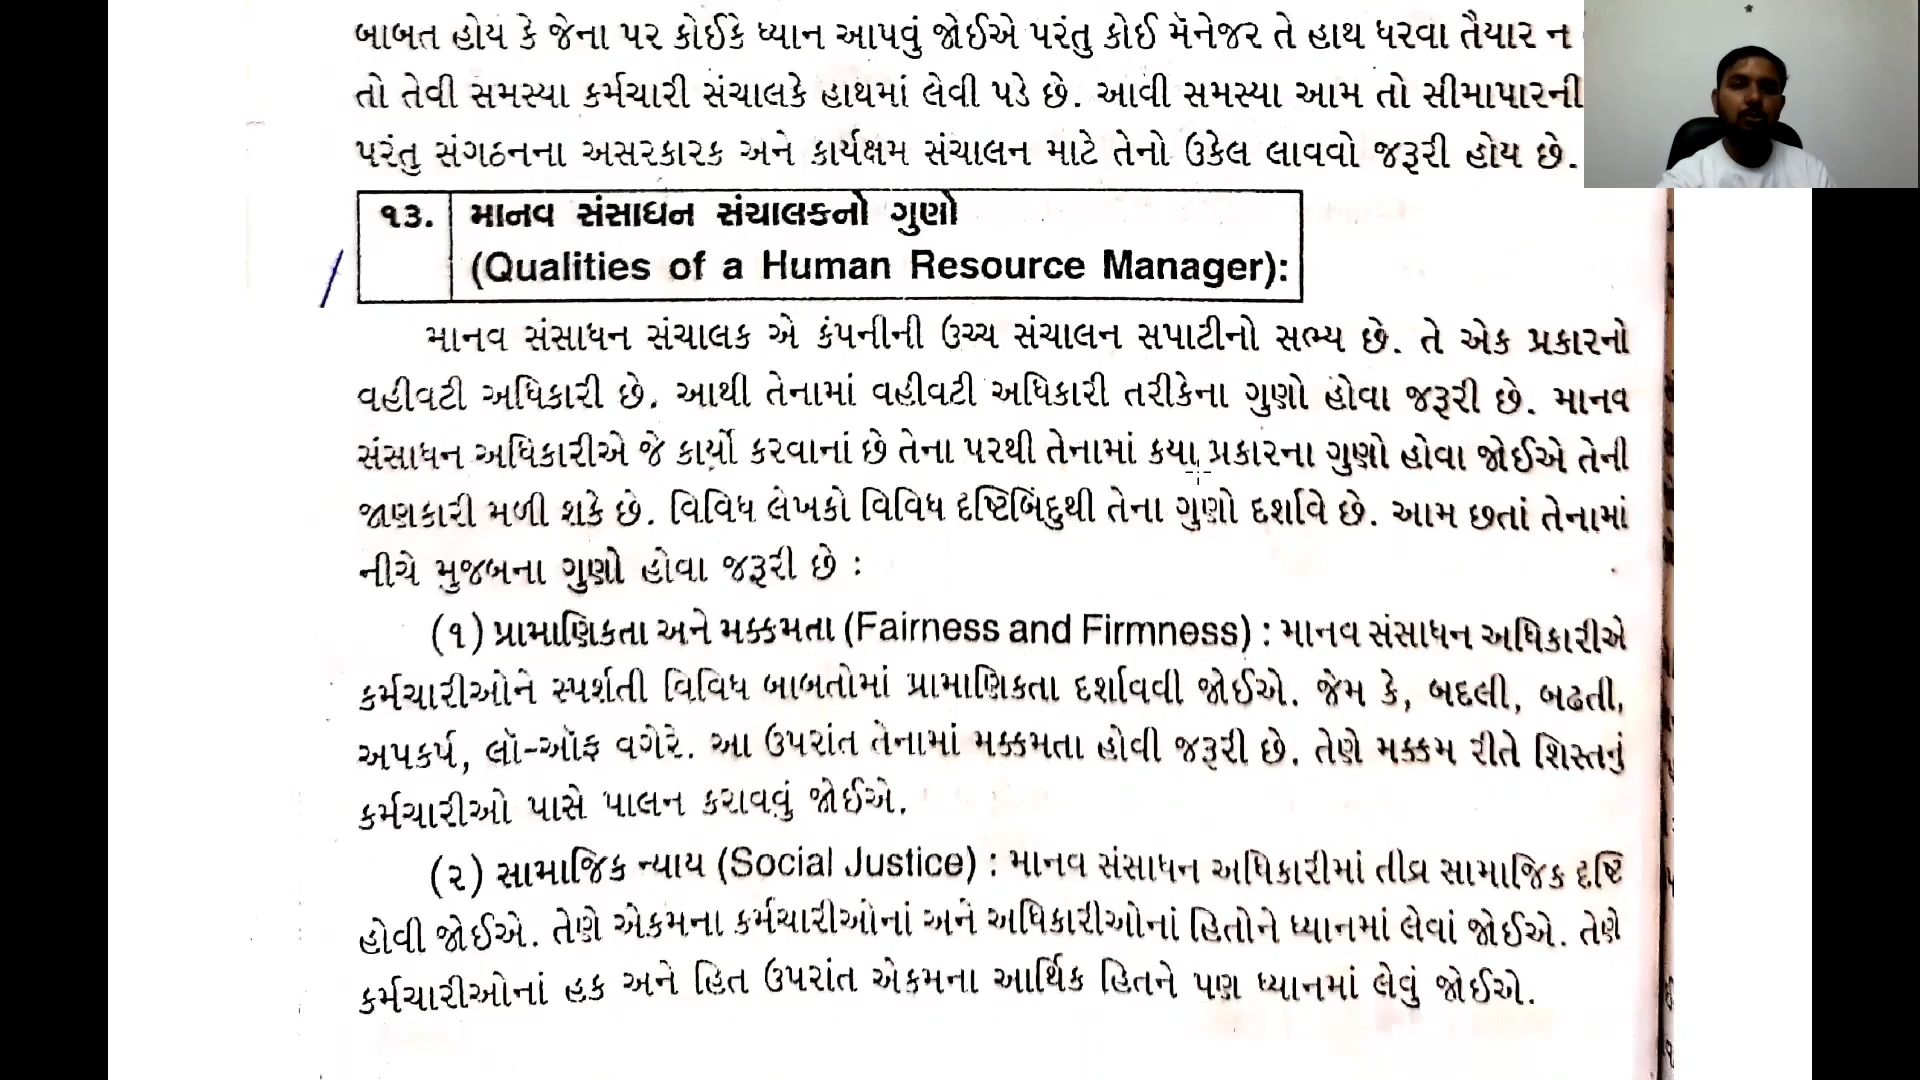 બાબત હોય કે જેના પર કોઈકે ધ્યાન આપવું જોઈએ પરંતુ કોઈ મૅનેજર તે હાથ ધરવા તૈયાર ન
તો તેવી સમસ્યા કર્મચારી સંચાલકે હાથમાં લેવી પડે છે. આવી સમસ્યા આમ તો સીમાપારની
પરંતુ સંગઠનના અસરકારક અને કાર્યક્ષમ સંચાલન માટે તેનો ઉકેલ લાવવો જરૂરી હોય છે.
૧૩. માનવ સંસાધન સંચાલકનો ગુણો
(Qualities of a Human Resource Manager):
માનવ સંસાધન સંચાલક એ કંપનીની ઉચ્ચ સંચાલન સપાટીનો સભ્ય છે. તે એક પ્રકારનો
વહીવટી અધિકારી છે. આથી તેનામાં વહીવટી અધિકારી તરીકેના ગુણો હોવા જરૂરી છે. માનવ
સંસાધન અધિકારીએ જે કાર્યો કરવાનાં છે તેના પરથી તેનામાં કયા પ્રકારના ગુણો હોવા જોઈએ તેની
જાણકારી મળી શકે છે. વિવિધ લેખકો વિવિધ દૃષ્ટિબિંદુથી તેના ગુણો દર્શાવે છે. આમ છતાં તેનામાં
નીચે મુજબના ગુણો હોવા જરૂરી છે :
(૧) પ્રામાણિકતા અને મક્કમતા (Fairness and Firmness) : માનવ સંસાધન અધિકારીએ
કર્મચારીઓને સ્પર્શતી વિવિધ બાબતોમાં પ્રામાણિકતા દર્શાવવી જોઈએ. જેમ કે, બદલી, બઢતી,
અપકર્ષ, લૉ-ઑફ વગેરે. આ ઉપરાંત તેનામાં મક્કમતા હોવી જરૂરી છે. તેણે મક્કમ રીતે શિસ્તનું
કર્મચારીઓ પાસે પાલન કરાવવું જોઈએ.
(૨) સામાજિક ન્યાય (Social Justice) : માનવ સંસાધન અધિકારીમાં તીવ્ર સામાજિક દૃષ્ટિ
હોવી જોઈએ. તેણે એકમના કર્મચારીઓનાં અને અધિકારીઓનાં હિતોને ધ્યાનમાં લેવાં જોઈએ. તેણે
કર્મચારીઓનાં હક અને હિત ઉપરાંત એકમના આર્થિક હિતને પણ ધ્યાનમાં લેવું જોઈએ.